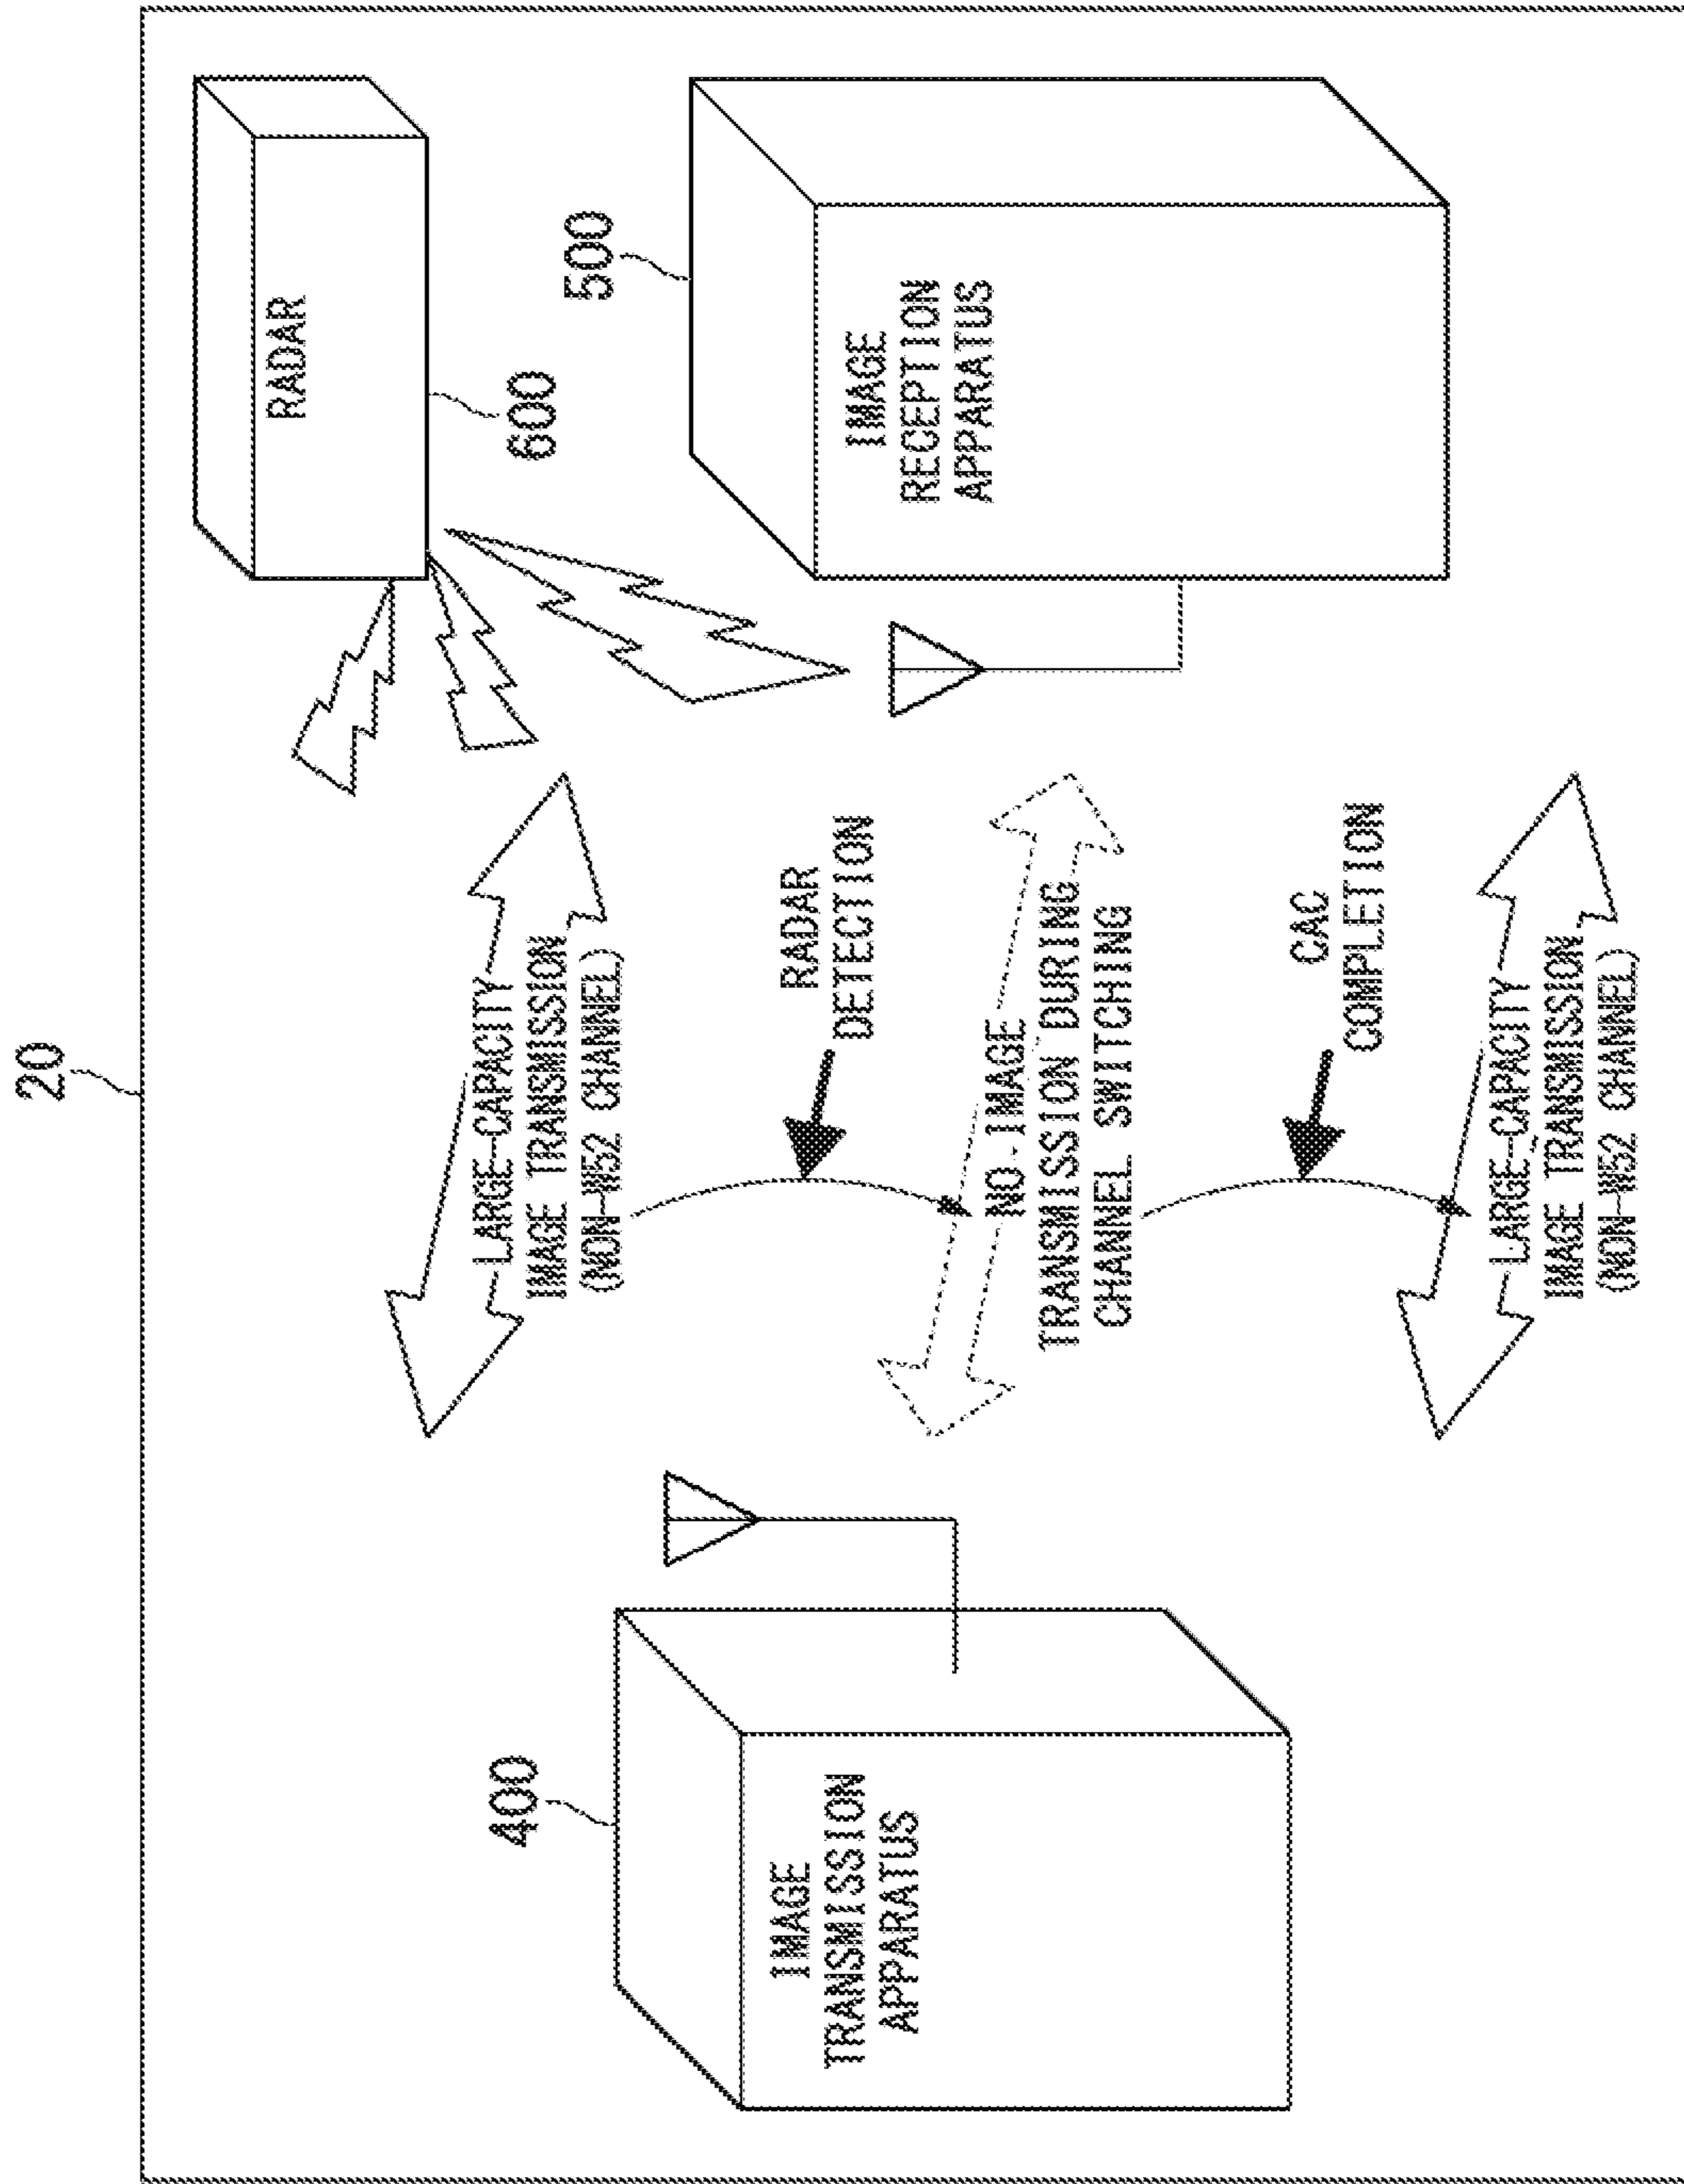 20
400
IMAGE
TRANSMISSION
APPARATUS
LARGE-CAPACITY
IMAGE TRANSMISSION
(NON-W52 CHANNEL)
RADAR
DETECTION
NO-IMAGE
TRANSMISSION DURING
CHANNEL SWITCHING
CAC
COMPLETION
LARGE-CAPACITY
IMAGE TRANSMISSION
(NON-W52 CHANNEL)
RADAR
600
500
IMAGE
RECEPTION
APPARATUS